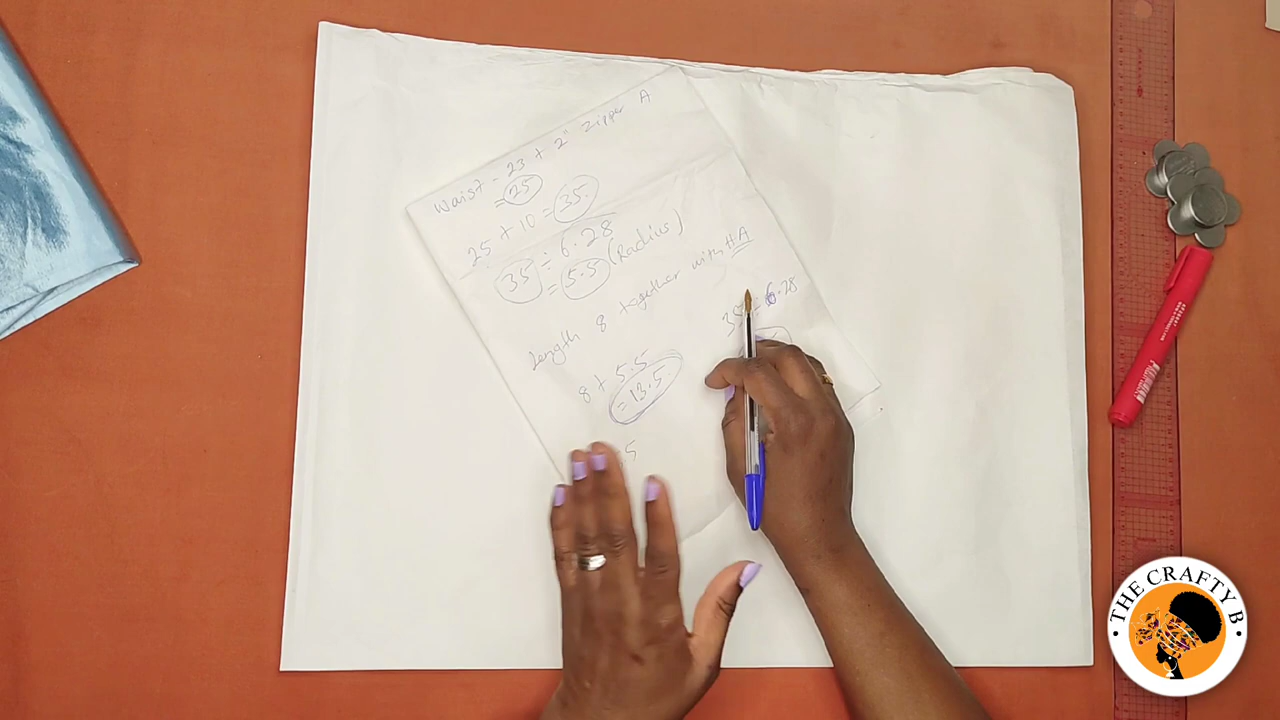 Waist - 23 + 2" Zipper A
= 25
25 + 10 = 35
35 ÷ 6.28
= 5.5 (Radius)
Length 8 together with #A
8 + 5.5
= 13.5
35 ÷ 6.28
5
THE CRAFTY B.